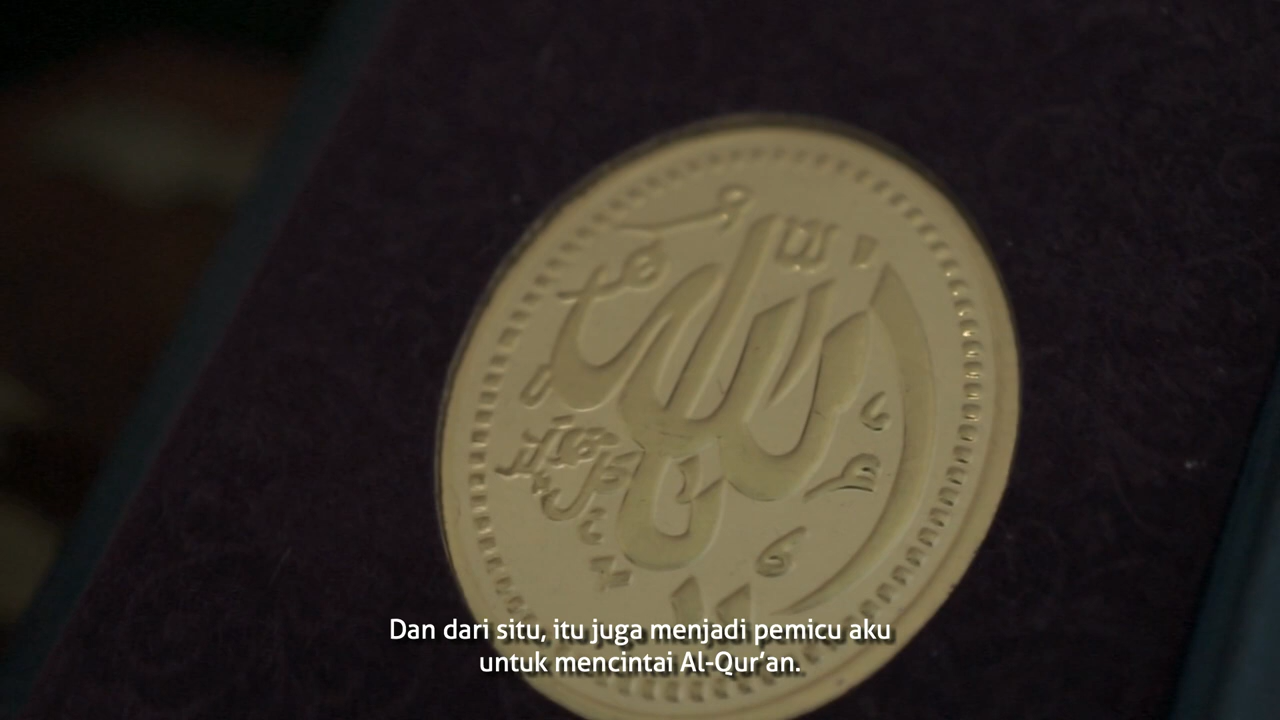 الله
Dan dari situ, itu juga menjadi pemicu aku
untuk mencintai Al-Qur'an.